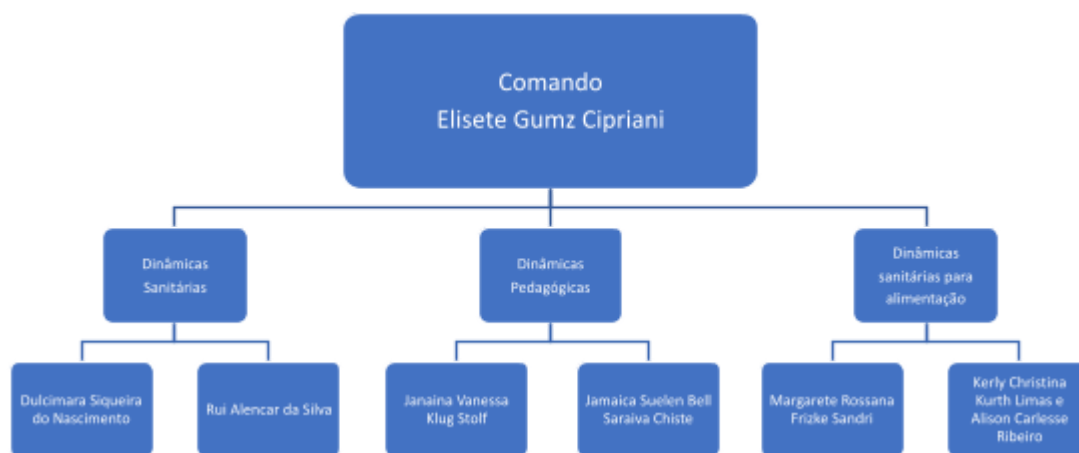 Comando
Elisete Gumz Cipriani
Dinâmicas
Sanitárias
Dinâmicas
Pedagógicas
Dinâmicas
sanitárias para
alimentação
Dulcimara Siqueira
do Nascimento
Rui Alencar da Silva
Janaina Vanessa
Klug Stolf
Jamaica Suelen Bell
Saraiva Chiste
Margarete Rossana
Frizke Sandri
Kerly Christina
Kurth Limas e
Alison Carlesse
Ribeiro